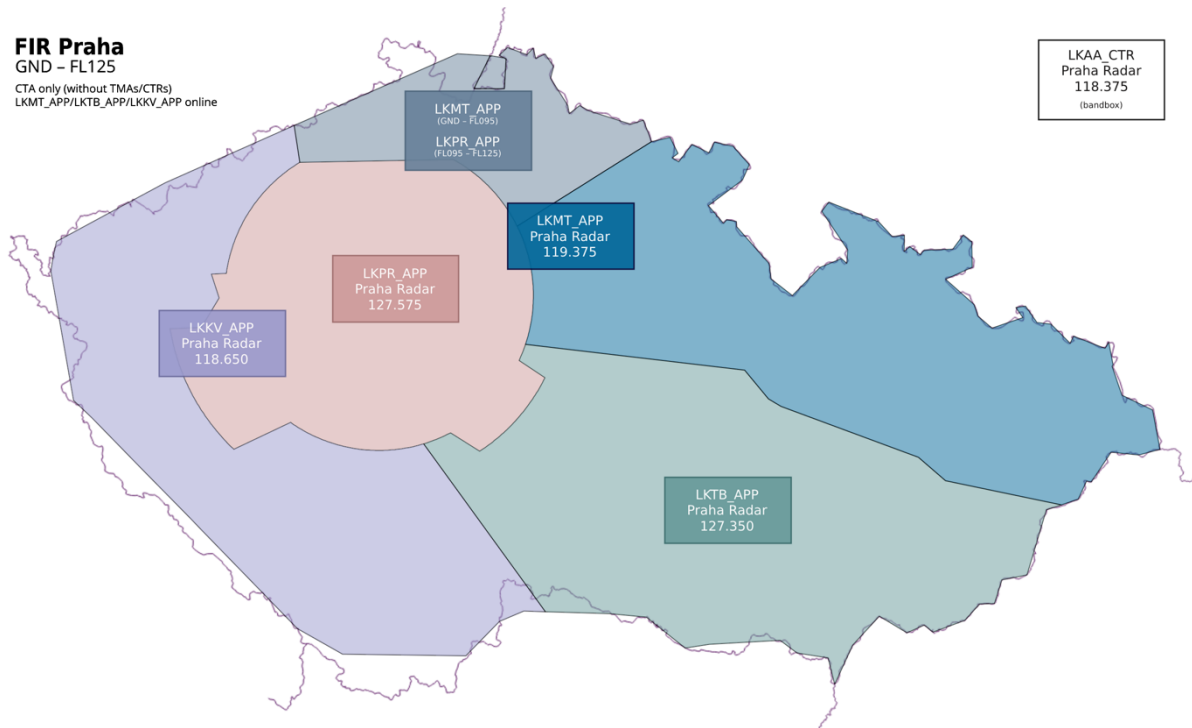 FIR Praha
GND – FL125
CTA only (without TMAs/CTRs)
LKMT_APP/LKTB_APP/LKKV_APP online
LKAA_CTR
Praha Radar
118.375
(bandbox)
LKMT_APP
(GND – FL095)
LKPR_APP
(FL095 – FL125)
LKMT_APP
Praha Radar
119.375
LKPR_APP
Praha Radar
127.575
LKKV_APP
Praha Radar
118.650
LKTB_APP
Praha Radar
127.350